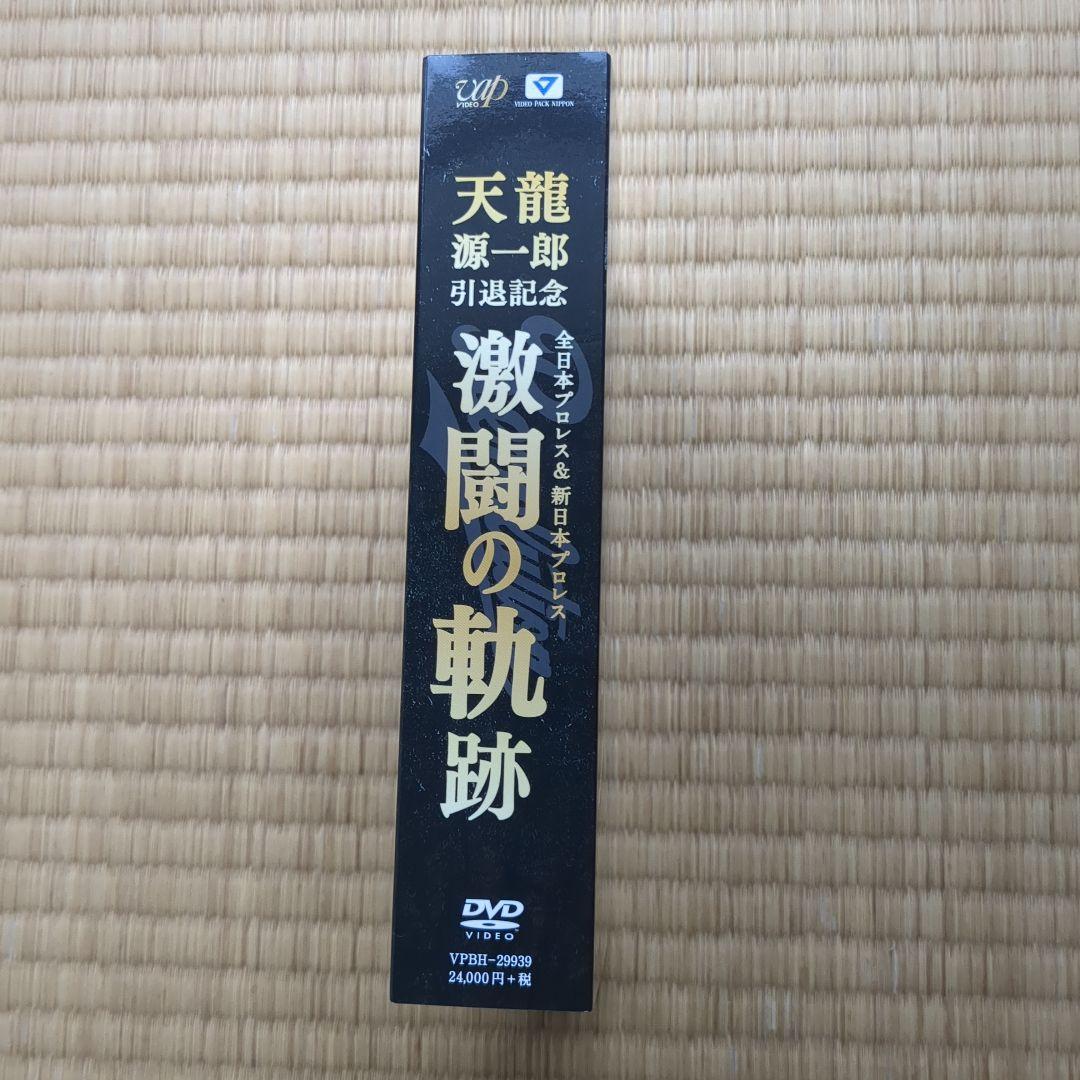 vap
VIDEO
VIDEO PACK NIPPON
天龍
源一郎
引退記念
全日本プロレス&新日本プロレス
激闘の軌跡
DVD
VIDEO
VPBH-29939
24,000円+税